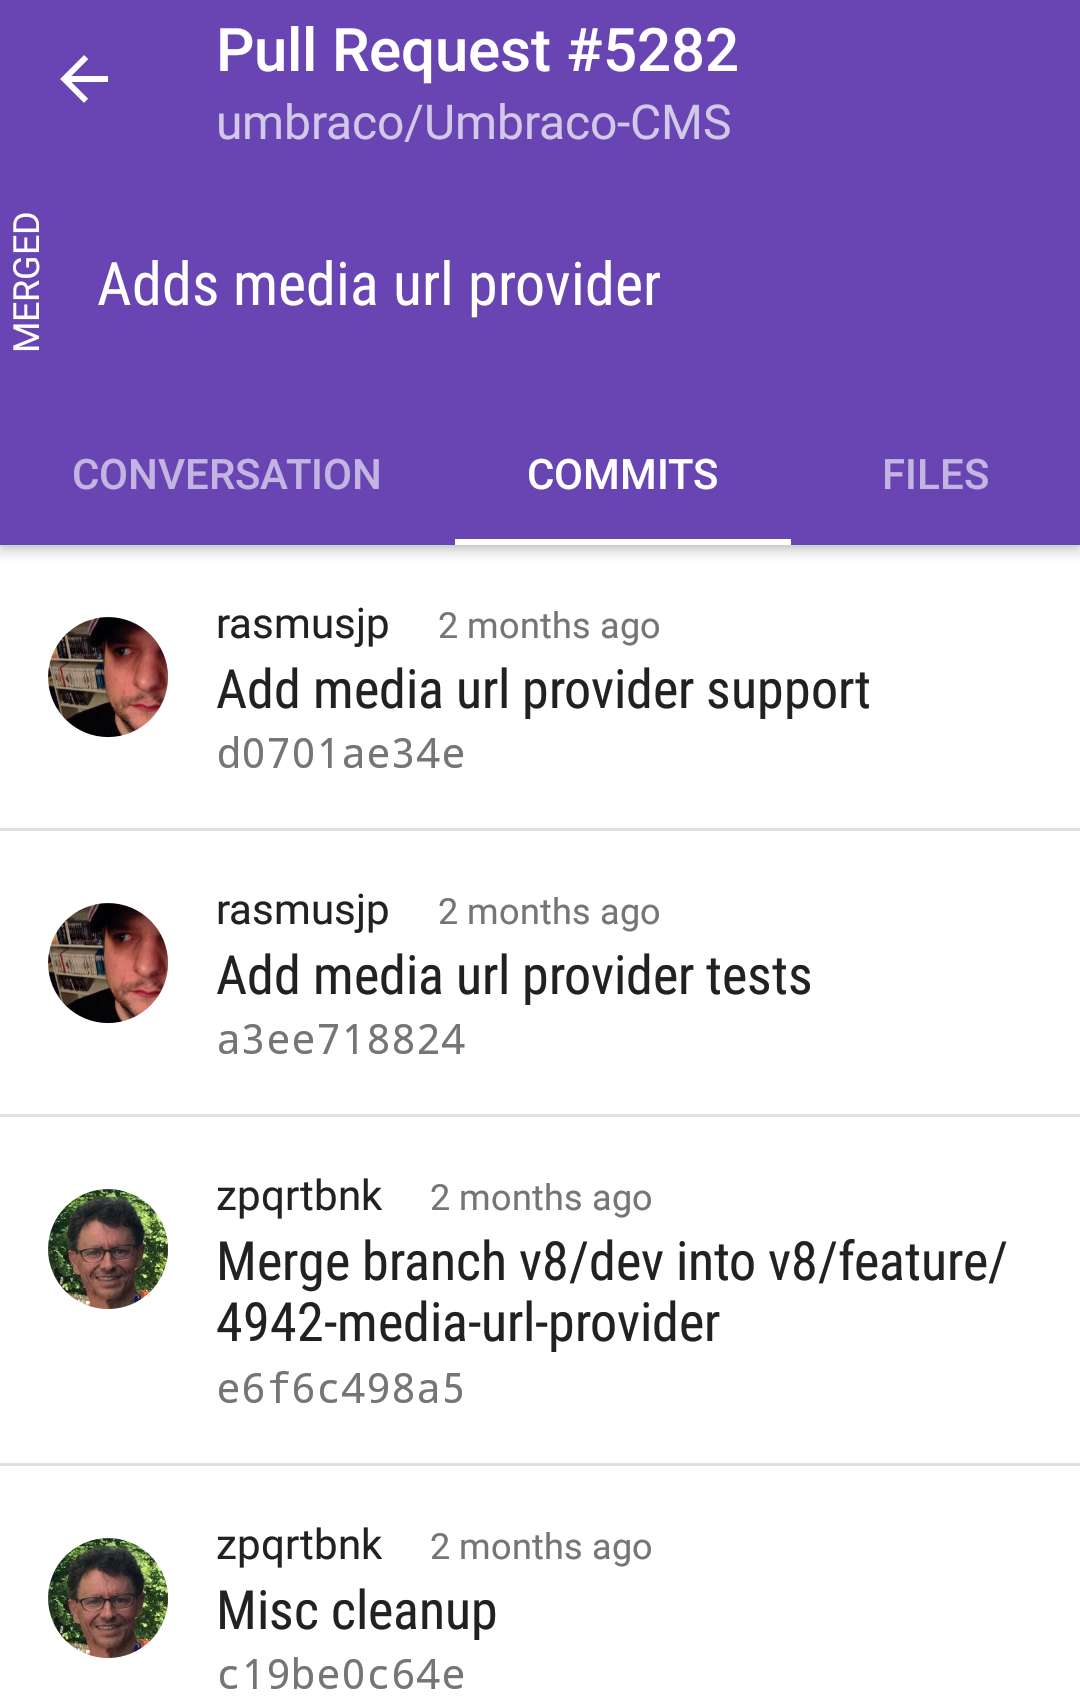 Pull Request #5282
umbraco/Umbraco-CMS
MERGED
Adds media url provider
CONVERSATION COMMITS FILES
rasmusjp 2 months ago
Add media url provider support
d0701ae34e
rasmusjp 2 months ago
Add media url provider tests
a3ee718824
zpqrtbnk 2 months ago
Merge branch v8/dev into v8/feature/
4942-media-url-provider
e6f6c498a5
zpqrtbnk 2 months ago
Misc cleanup
c19be0c64e